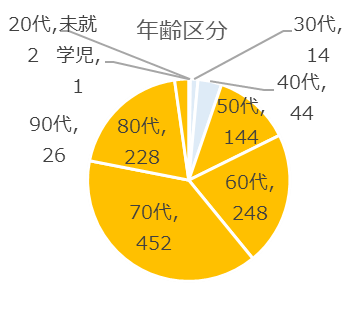 年齢区分
20代,
2
未就
学児,
1
30代,
14
40代,
44
50代,
144
60代,
248
70代,
452
80代,
228
90代,
26